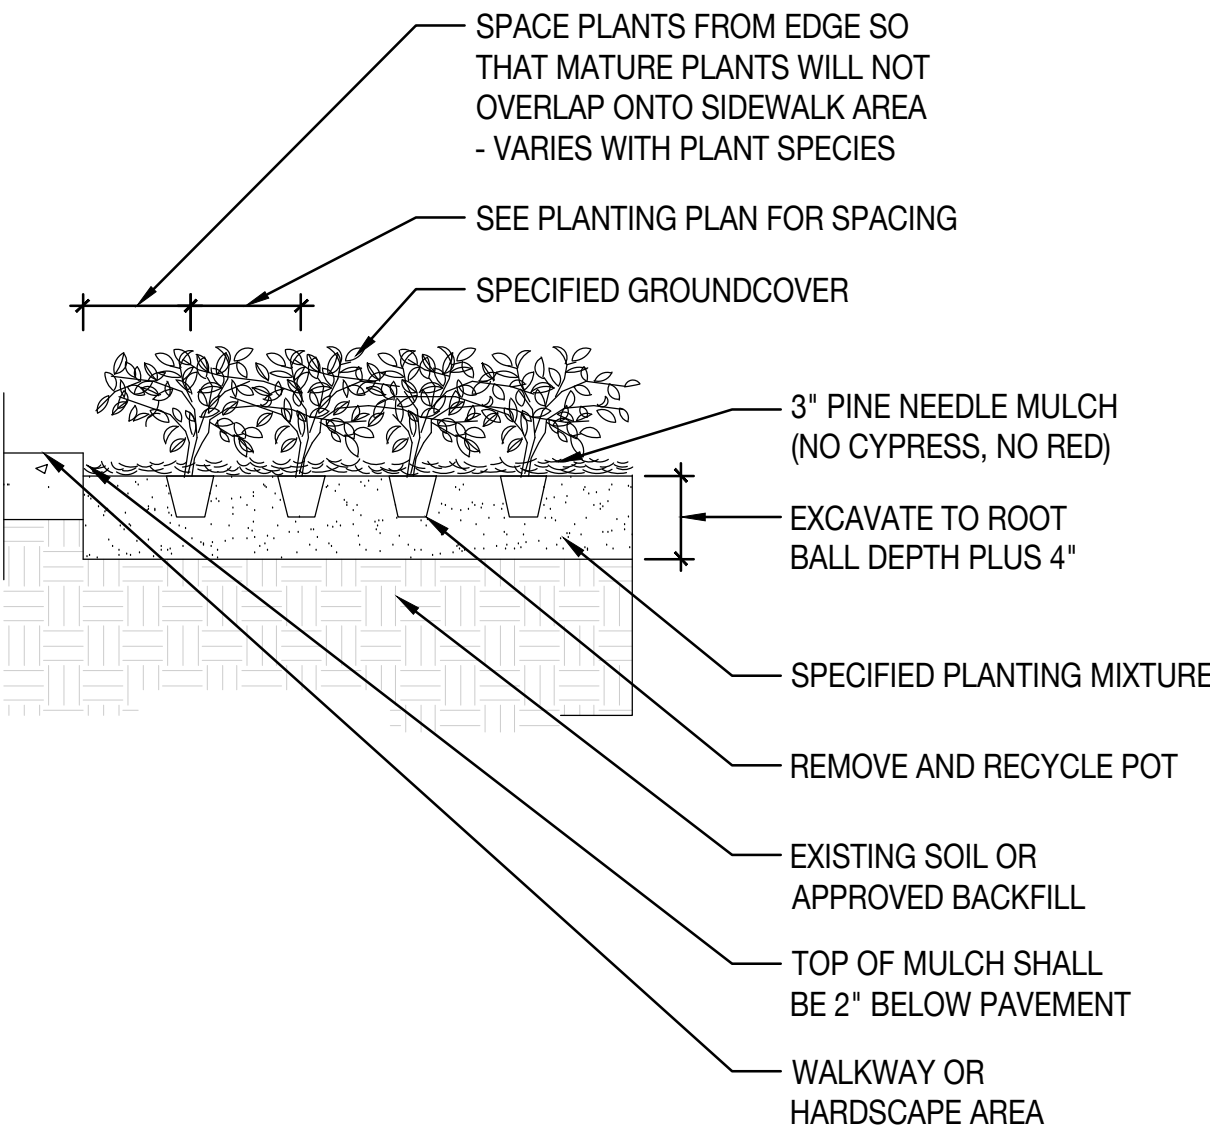 SPACE PLANTS FROM EDGE SO
THAT MATURE PLANTS WILL NOT
OVERLAP ONTO SIDEWALK AREA
- VARIES WITH PLANT SPECIES
SEE PLANTING PLAN FOR SPACING
SPECIFIED GROUNDCOVER
3" PINE NEEDLE MULCH
(NO CYPRESS, NO RED)
EXCAVATE TO ROOT
BALL DEPTH PLUS 4"
SPECIFIED PLANTING MIXTURE
REMOVE AND RECYCLE POT
EXISTING SOIL OR
APPROVED BACKFILL
TOP OF MULCH SHALL
BE 2" BELOW PAVEMENT
WALKWAY OR
HARDSCAPE AREA